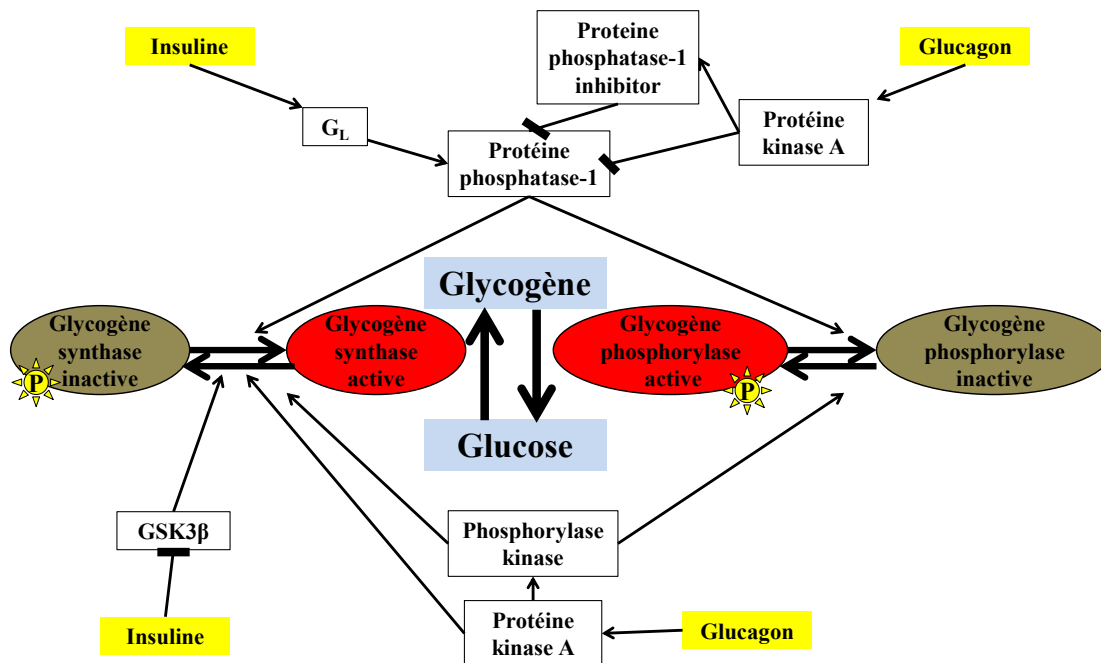 Insuline
Proteine
phosphatase-1
inhibitor
Glucagon
G_L
Protéine
kinase A
Protéine
phosphatase-1
Glycogène
Glycogène
synthase
inactive
P
Glycogène
synthase
active
Glycogène
phosphorylase
active
P
Glycogène
phosphorylase
inactive
Glucose
GSK3β
Phosphorylase
kinase
Insuline
Protéine
kinase A
Glucagon